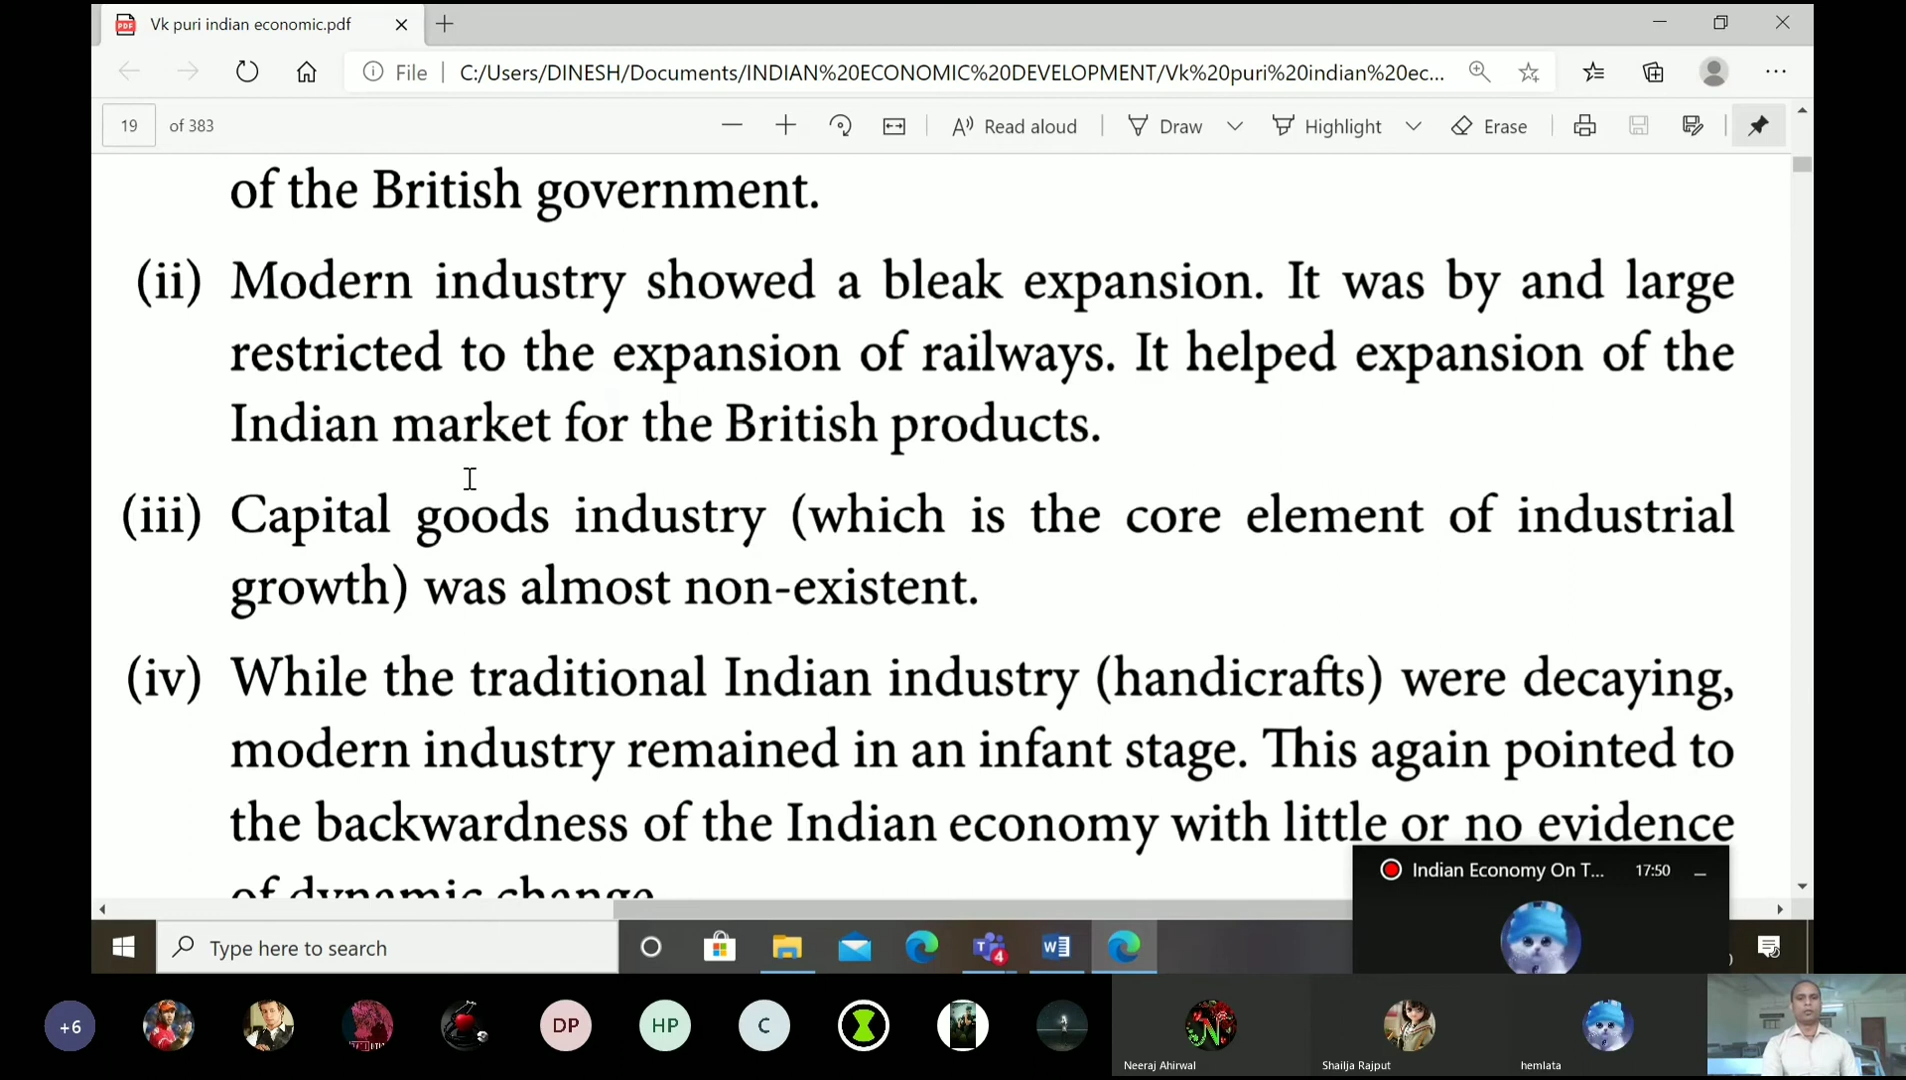 Vk puri indian economic.pdf
File
C:/Users/DINESH/Documents/INDIAN%20ECONOMIC%20DEVELOPMENT/Vk%20puri%20indian%20ec...
19 of 383
Read aloud
Draw
Highlight
Erase
of the British government.
(ii) Modern industry showed a bleak expansion. It was by and large
restricted to the expansion of railways. It helped expansion of the
Indian market for the British products.
(iii) Capital goods industry (which is the core element of industrial
growth) was almost non-existent.
(iv) While the traditional Indian industry (handicrafts) were decaying,
modern industry remained in an infant stage. This again pointed to
the backwardness of the Indian economy with little or no evidence
of dynamic change
Indian Economy On T... 17:50
Type here to search
4
+6
DP
HP
C
N
Neeraj Ahirwal
Shailja Rajput
hemlata